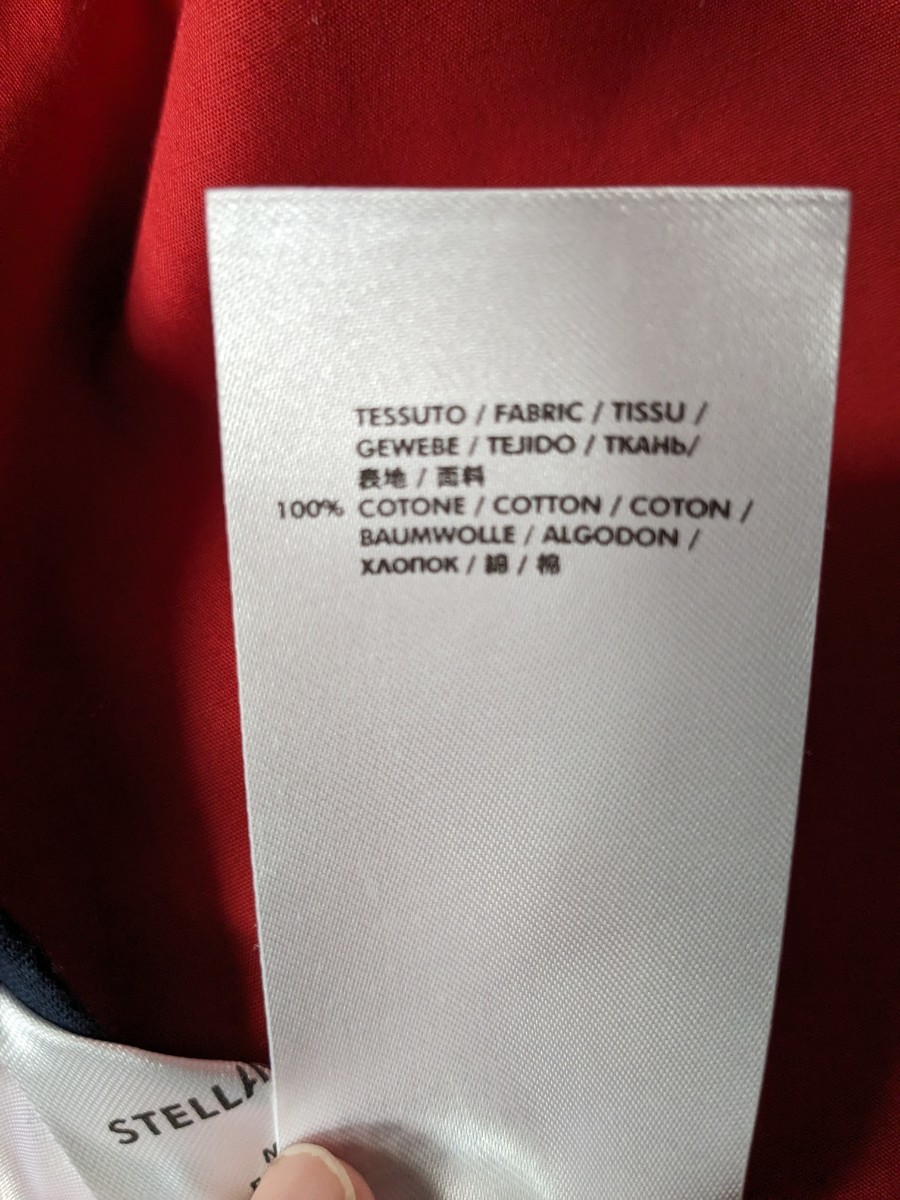 TESSUTO / FABRIC / TISSU /
GEWEBE / TEJIDO / ТКАНЬ/
表地 / 面料
100% COTONE / COTTON / COTON /
BAUMWOLLE / ALGODON /
ХЛОПОК / 綿 / 棉
STELLA